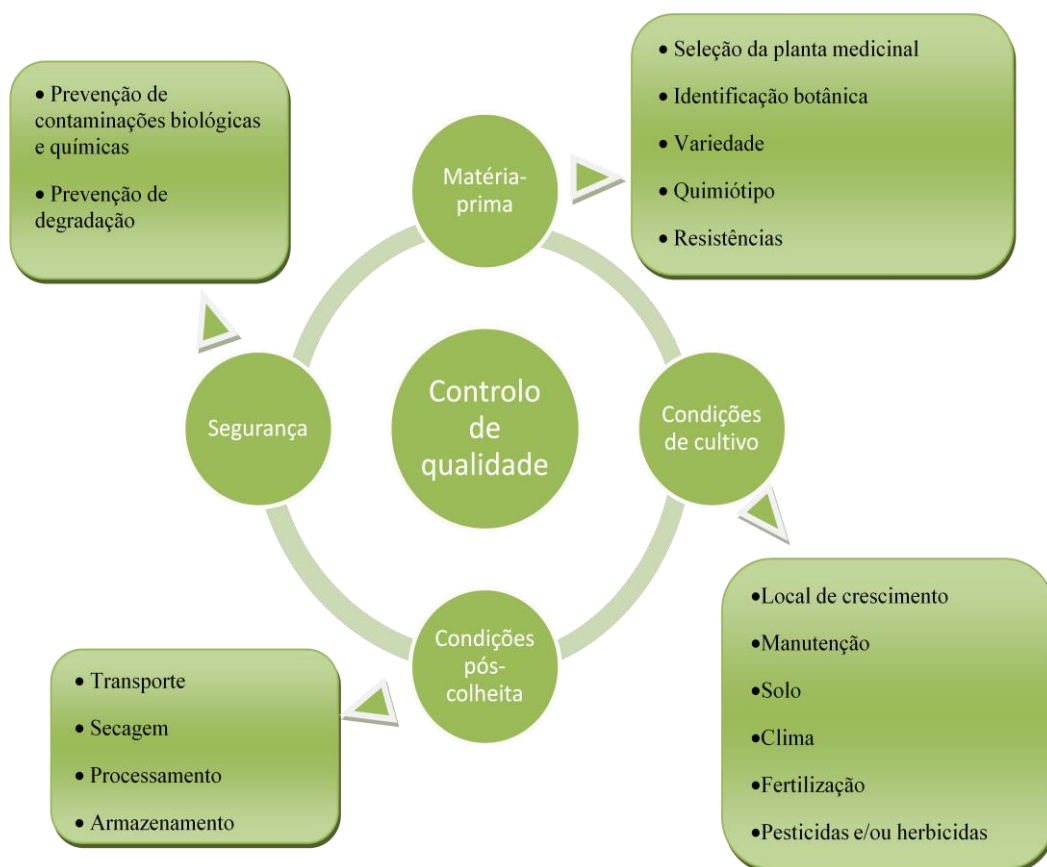 • Seleção da planta medicinal
• Identificação botânica
• Variedade
• Quimiótipo
• Resistências
• Prevenção de
contaminações biológicas
e químicas
• Prevenção de
degradação
Matéria-
prima
Segurança
Controlo
de
qualidade
Condições
de cultivo
Condições
pós-
colheita
•Local de crescimento
•Manutenção
•Solo
•Clima
•Fertilização
•Pesticidas e/ou herbicidas
• Transporte
• Secagem
• Processamento
• Armazenamento